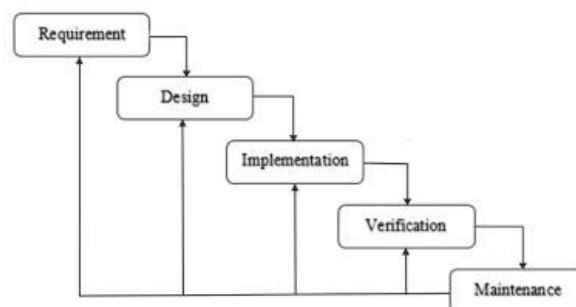 Requirement
Design
Implementation
Verification
Maintenance